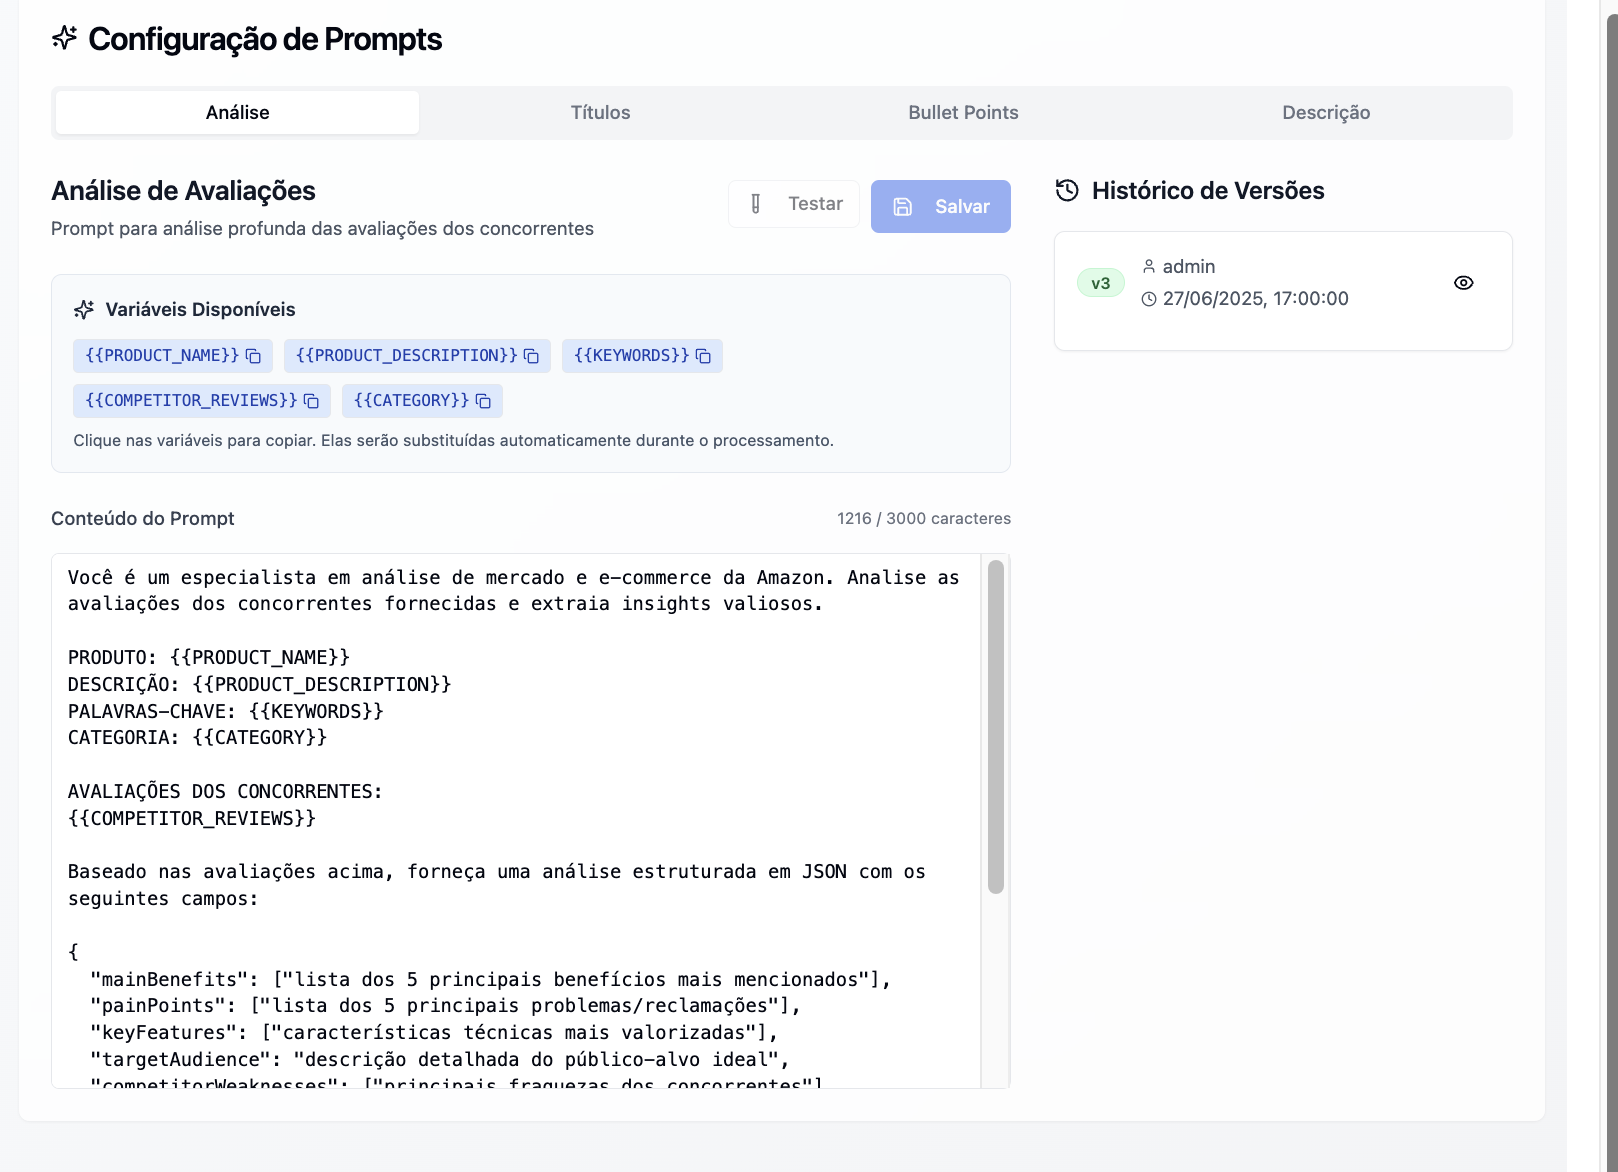 Configuração de Prompts
Análise
Títulos
Bullet Points
Descrição
Análise de Avaliações
Prompt para análise profunda das avaliações dos concorrentes
Testar
Salvar
Variáveis Disponíveis
{{PRODUCT_NAME}}
{{PRODUCT_DESCRIPTION}}
{{KEYWORDS}}
{{COMPETITOR_REVIEWS}}
{{CATEGORY}}
Clique nas variáveis para copiar. Elas serão substituídas automaticamente durante o processamento.
Conteúdo do Prompt
1216 / 3000 caracteres
Você é um especialista em análise de mercado e e-commerce da Amazon. Analise as
avaliações dos concorrentes fornecidas e extraia insights valiosos.
PRODUTO: {{PRODUCT_NAME}}
DESCRIÇÃO: {{PRODUCT_DESCRIPTION}}
PALAVRAS-CHAVE: {{KEYWORDS}}
CATEGORIA: {{CATEGORY}}
AVALIAÇÕES DOS CONCORRENTES:
{{COMPETITOR_REVIEWS}}
Baseado nas avaliações acima, forneça uma análise estruturada em JSON com os
seguintes campos:
{
"mainBenefits": ["lista dos 5 principais benefícios mais mencionados"],
"painPoints": ["lista dos 5 principais problemas/reclamações"],
"keyFeatures": ["características técnicas mais valorizadas"],
"targetAudience": "descrição detalhada do público-alvo ideal",
"competitorWeaknesses": ["principais fraquezas dos concorrentes"]
Histórico de Versões
v3
admin
27/06/2025, 17:00:00